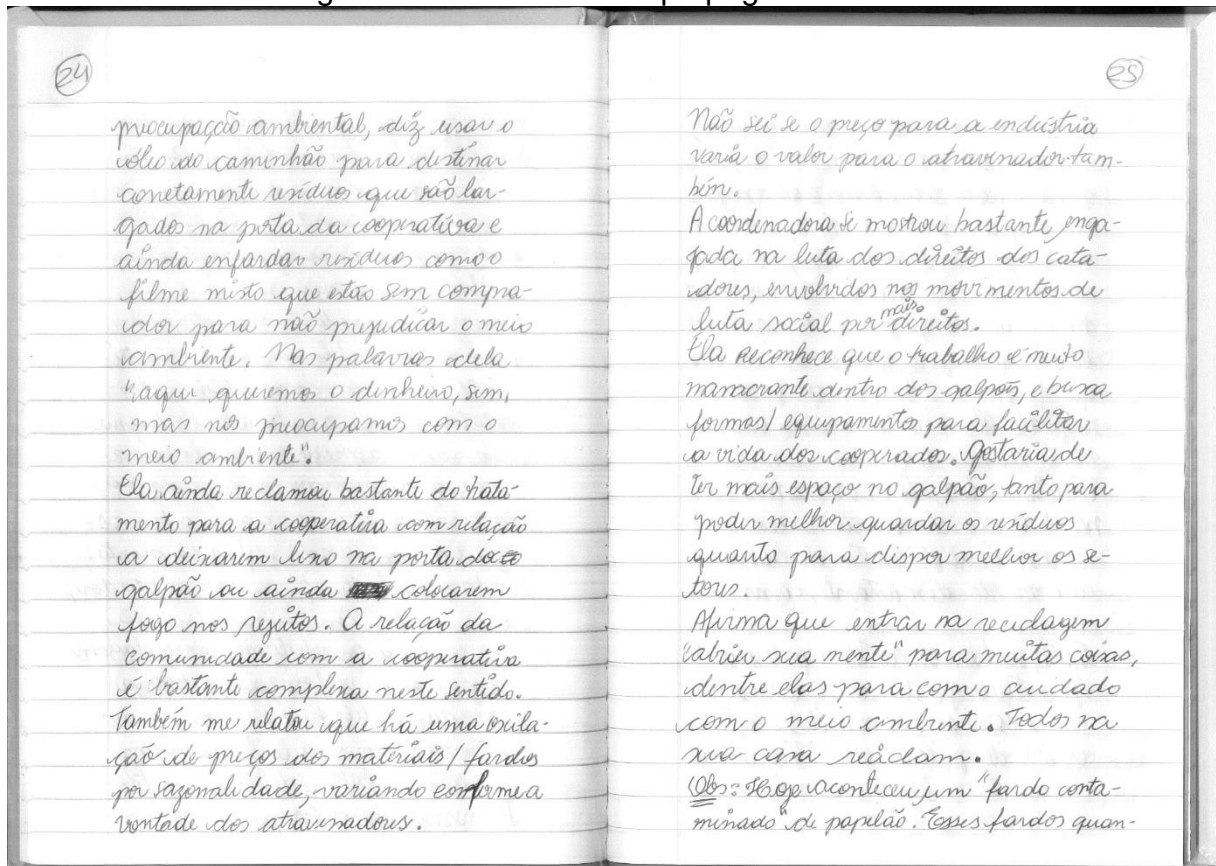 24
preocupação ambiental, diz usar o
óleo do caminhão para destinar
corretamente resíduos que são lar-
gados na porta da cooperativa e
ainda enfardar resíduos como o
filme misto que estão sem compra-
dor para não prejudicar o meio
ambiente. Nas palavras dela
"aqui queremos o dinheiro, sim,
mas nos preocupamos com o
meio ambiente".
Ela ainda reclamou bastante do trata-
mento para a cooperativa com relação
a deixarem lixo na porta do
galpão ou ainda colocarem
fogo nos rejeitos. A relação da
comunidade com a cooperativa
é bastante complexa neste sentido.
Também me relatou que há uma oxila-
ção de preços dos materiais / fardos
por sazonalidade, variando conforme a
vontade dos atravessadores.
25
Não sei se o preço para a indústria
varia o valor para o atravessador tam-
bém.
A coordenadora se mostrou bastante enga-
jada na luta dos direitos dos cata-
dores, envolvidos nos movimentos de
luta social por mais direitos.
Ela reconhece que o trabalho é muito
massacrante dentro dos galpões, e busca
formas/ equipamentos para facilitar
a vida dos cooperados. Gostaria de
ter mais espaço no galpão, tanto para
poder melhor guardar os resíduos
quanto para dispor melhor os se-
tores.
Afirma que entrar na reciclagem
"abriu sua mente" para muitas coisas,
dentre elas para com o cuidado
com o meio ambiente. Todos na
sua casa reciclam.
(Obs: Hoje aconteceu um "fardo conta-
minado" de papelão. Esses fardos quan-